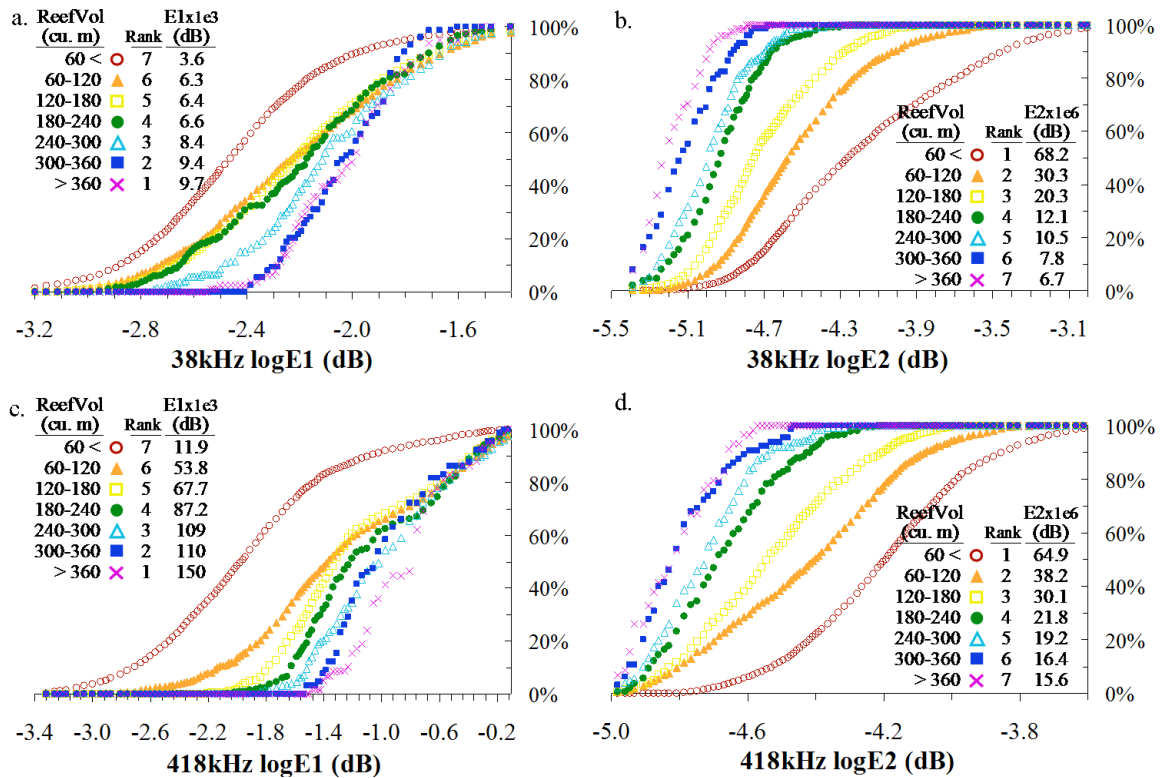 a.
ReefVol Rank E1x1e3
(cu. m) (dB)
60 < 7 3.6
60-120 6 6.3
120-180 5 6.4
180-240 4 6.6
240-300 3 8.4
300-360 2 9.4
> 360 1 9.7
100%
80%
60%
40%
20%
0%
-3.2 -2.8 -2.4 -2.0 -1.6
38kHz logE1 (dB)
b.
ReefVol Rank E2x1e6
(cu. m) (dB)
60 < 1 68.2
60-120 2 30.3
120-180 3 20.3
180-240 4 12.1
240-300 5 10.5
300-360 6 7.8
> 360 7 6.7
100%
80%
60%
40%
20%
0%
-5.5 -5.1 -4.7 -4.3 -3.9 -3.5 -3.1
38kHz logE2 (dB)
c.
ReefVol Rank E1x1e3
(cu. m) (dB)
60 < 7 11.9
60-120 6 53.8
120-180 5 67.7
180-240 4 87.2
240-300 3 109
300-360 2 110
> 360 1 150
100%
80%
60%
40%
20%
0%
-3.4 -3.0 -2.6 -2.2 -1.8 -1.4 -1.0 -0.6 -0.2
418kHz logE1 (dB)
d.
ReefVol Rank E2x1e6
(cu. m) (dB)
60 < 1 64.9
60-120 2 38.2
120-180 3 30.1
180-240 4 21.8
240-300 5 19.2
300-360 6 16.4
> 360 7 15.6
100%
80%
60%
40%
20%
0%
-5.0 -4.6 -4.2 -3.8
418kHz logE2 (dB)